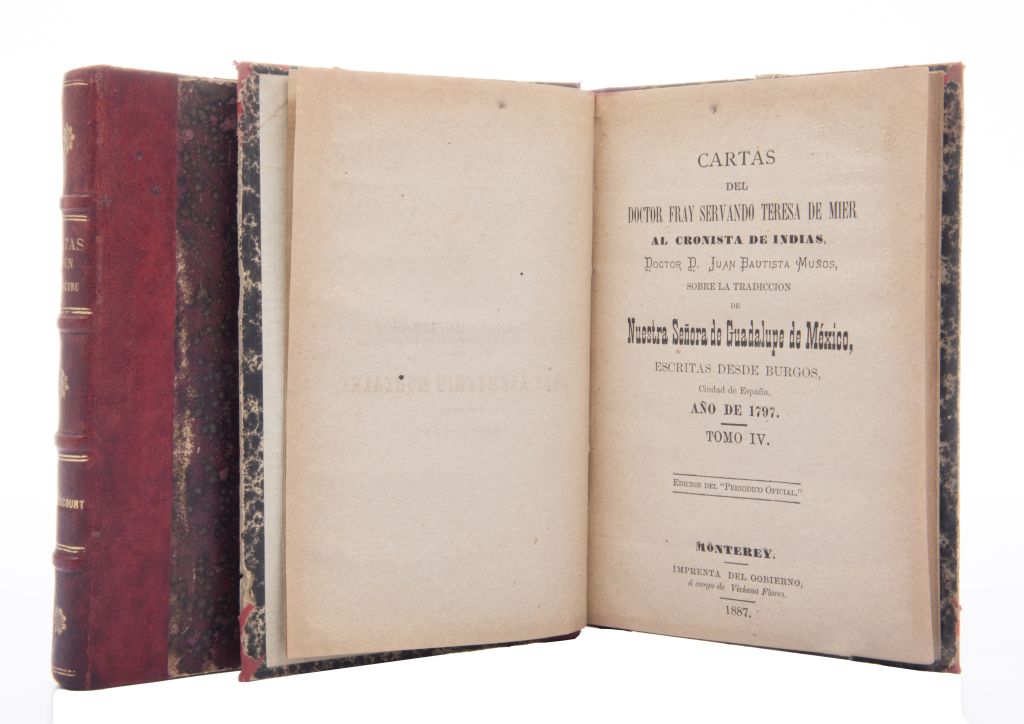 CARTAS
DEL
DOCTOR FRAY SERVANDO TERESA DE MIER
AL CRONISTA DE INDIAS,
DOCTOR D. JUAN BAUTISTA MUÑOS,
SOBRE LA TRADICCION
DE
Nuestra Señora de Guadalupe de México,
ESCRITAS DESDE BURGOS,
Ciudad de España,
AÑO DE 1797.
TOMO IV.
EDICION DEL "PERIODICO OFICIAL."
MONTEREY.
IMPRENTA DEL GOBIERNO,
á cargo de Viviano Flores.
1887.